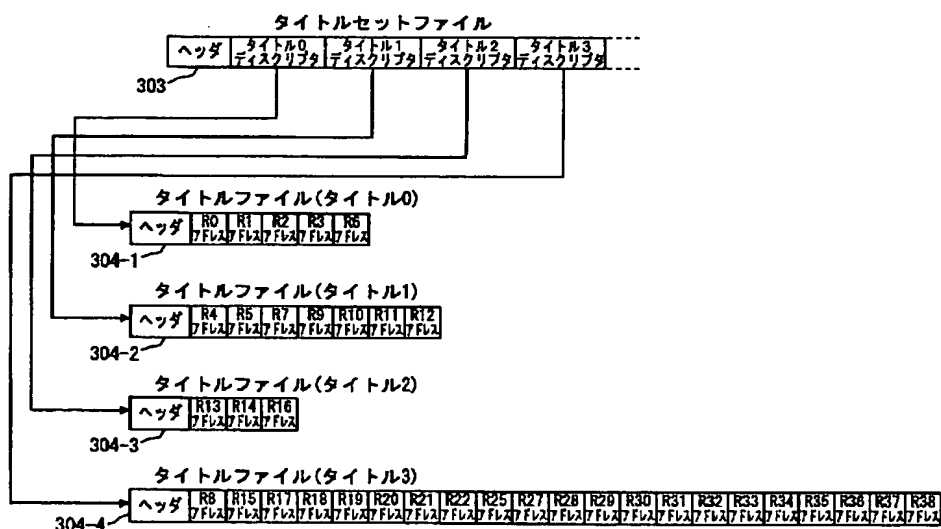 タイトルセットファイル
ヘッダ タイトル0 ディスクリプタ タイトル1 ディスクリプタ タイトル2 ディスクリプタ タイトル3 ディスクリプタ
303
タイトルファイル(タイトル0)
ヘッダ R0 アドレス R1 アドレス R2 アドレス R3 アドレス R6 アドレス
304-1
タイトルファイル(タイトル1)
ヘッダ R4 アドレス R5 アドレス R7 アドレス R9 アドレス R10 アドレス R11 アドレス R12 アドレス
304-2
タイトルファイル(タイトル2)
ヘッダ R13 アドレス R14 アドレス R16 アドレス
304-3
タイトルファイル(タイトル3)
ヘッダ R8 アドレス R15 アドレス R17 アドレス R18 アドレス R19 アドレス R20 アドレス R21 アドレス R22 アドレス R25 アドレス R27 アドレス R28 アドレス R29 アドレス R30 アドレス R31 アドレス R32 アドレス R33 アドレス R34 アドレス R35 アドレス R36 アドレス R37 アドレス R38 アドレス
304-4